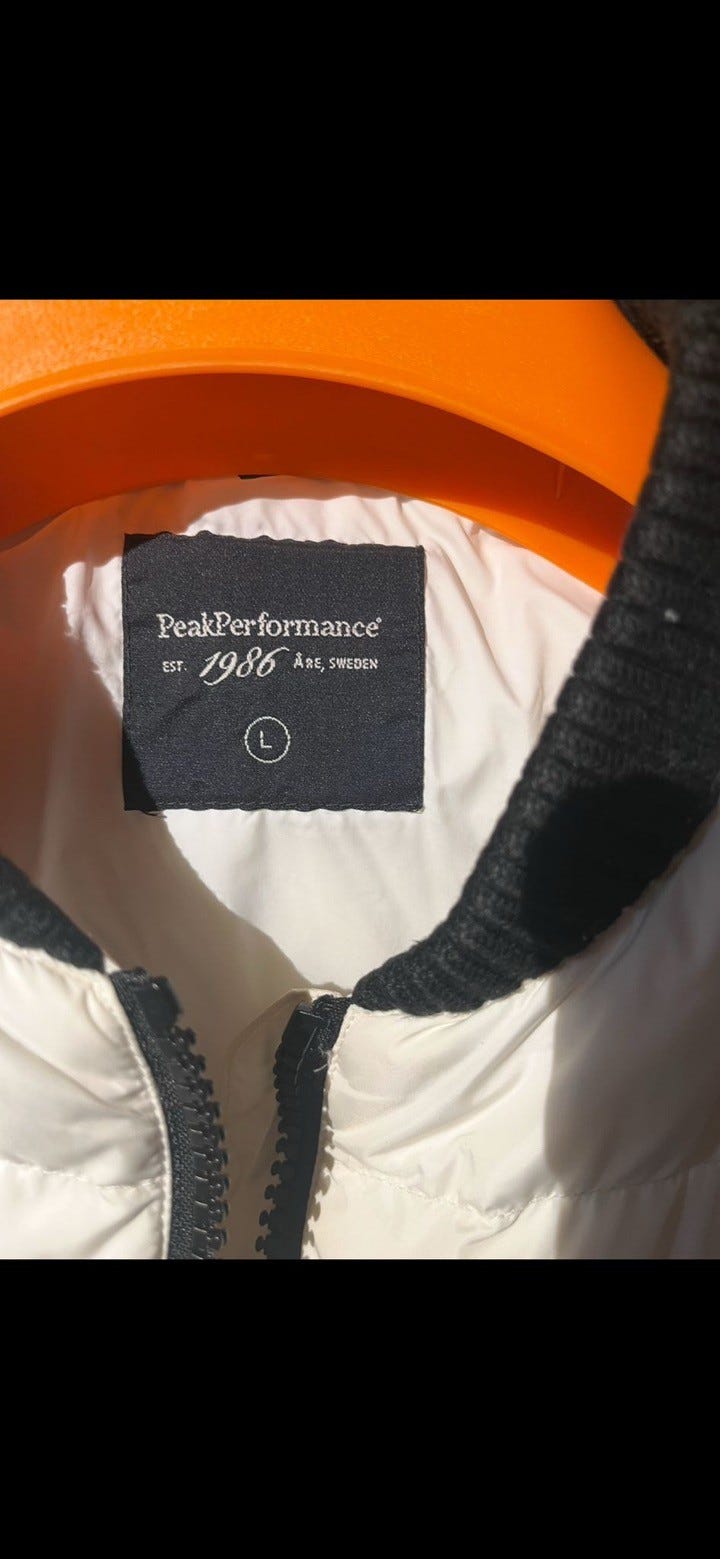 PeakPerformance®
EST. 1986 ÅRE, SWEDEN
L